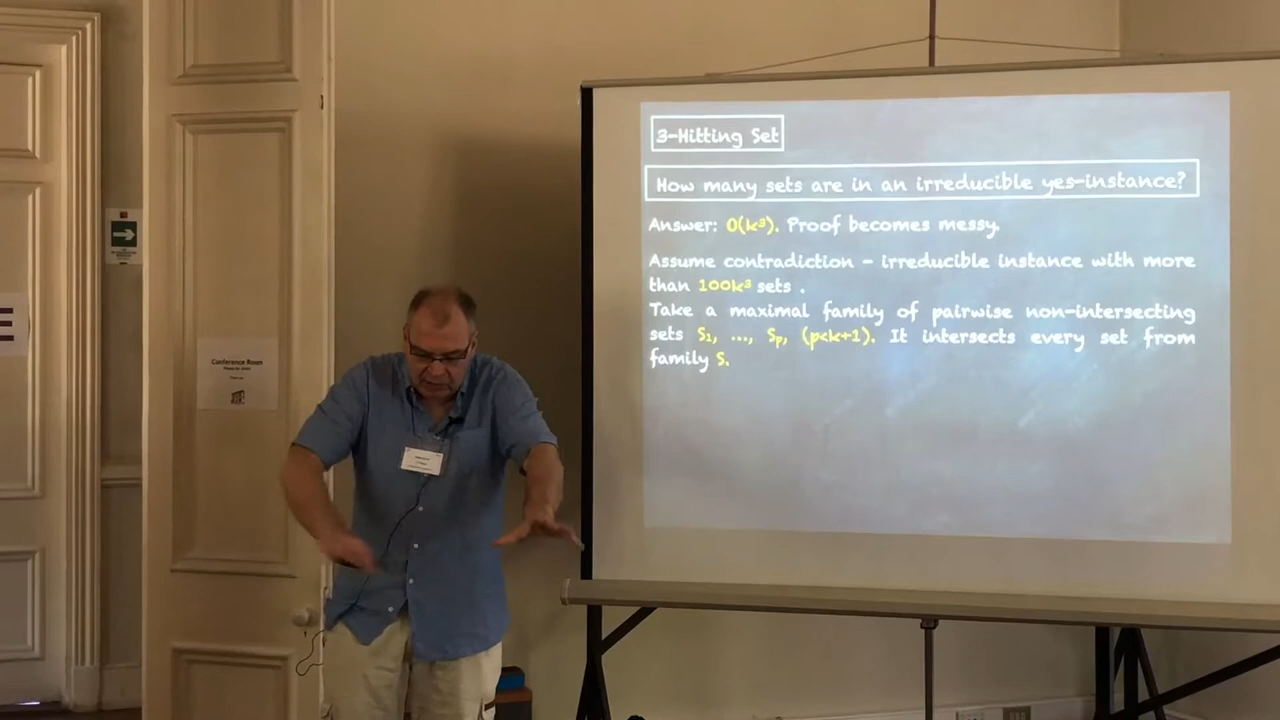 3-Hitting Set
How many sets are in an irreducible yes-instance?
Answer: O(k³). Proof becomes messy.
Assume contradiction – irreducible instance with more
than 100k³ sets .
Take a maximal family of pairwise non-intersecting
sets S₁, ..., Sₚ, (p<k+1). It intersects every set from
family S.
Conference Room